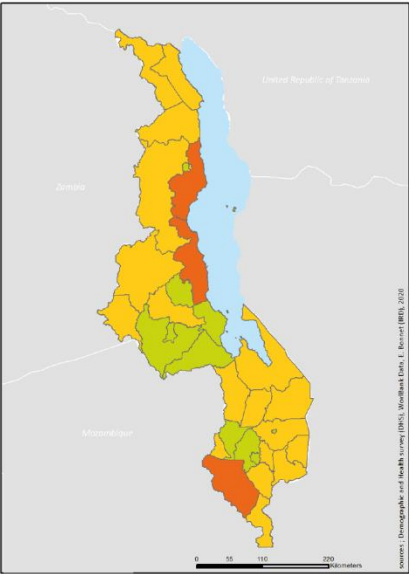 United Republic of Tanzania
Zambia
Mozambique
sources : Demographic and Health survey (DHS), WorlBank Data, E. Bonnet (IRD), 2020
0 55 110 220
Kilometers